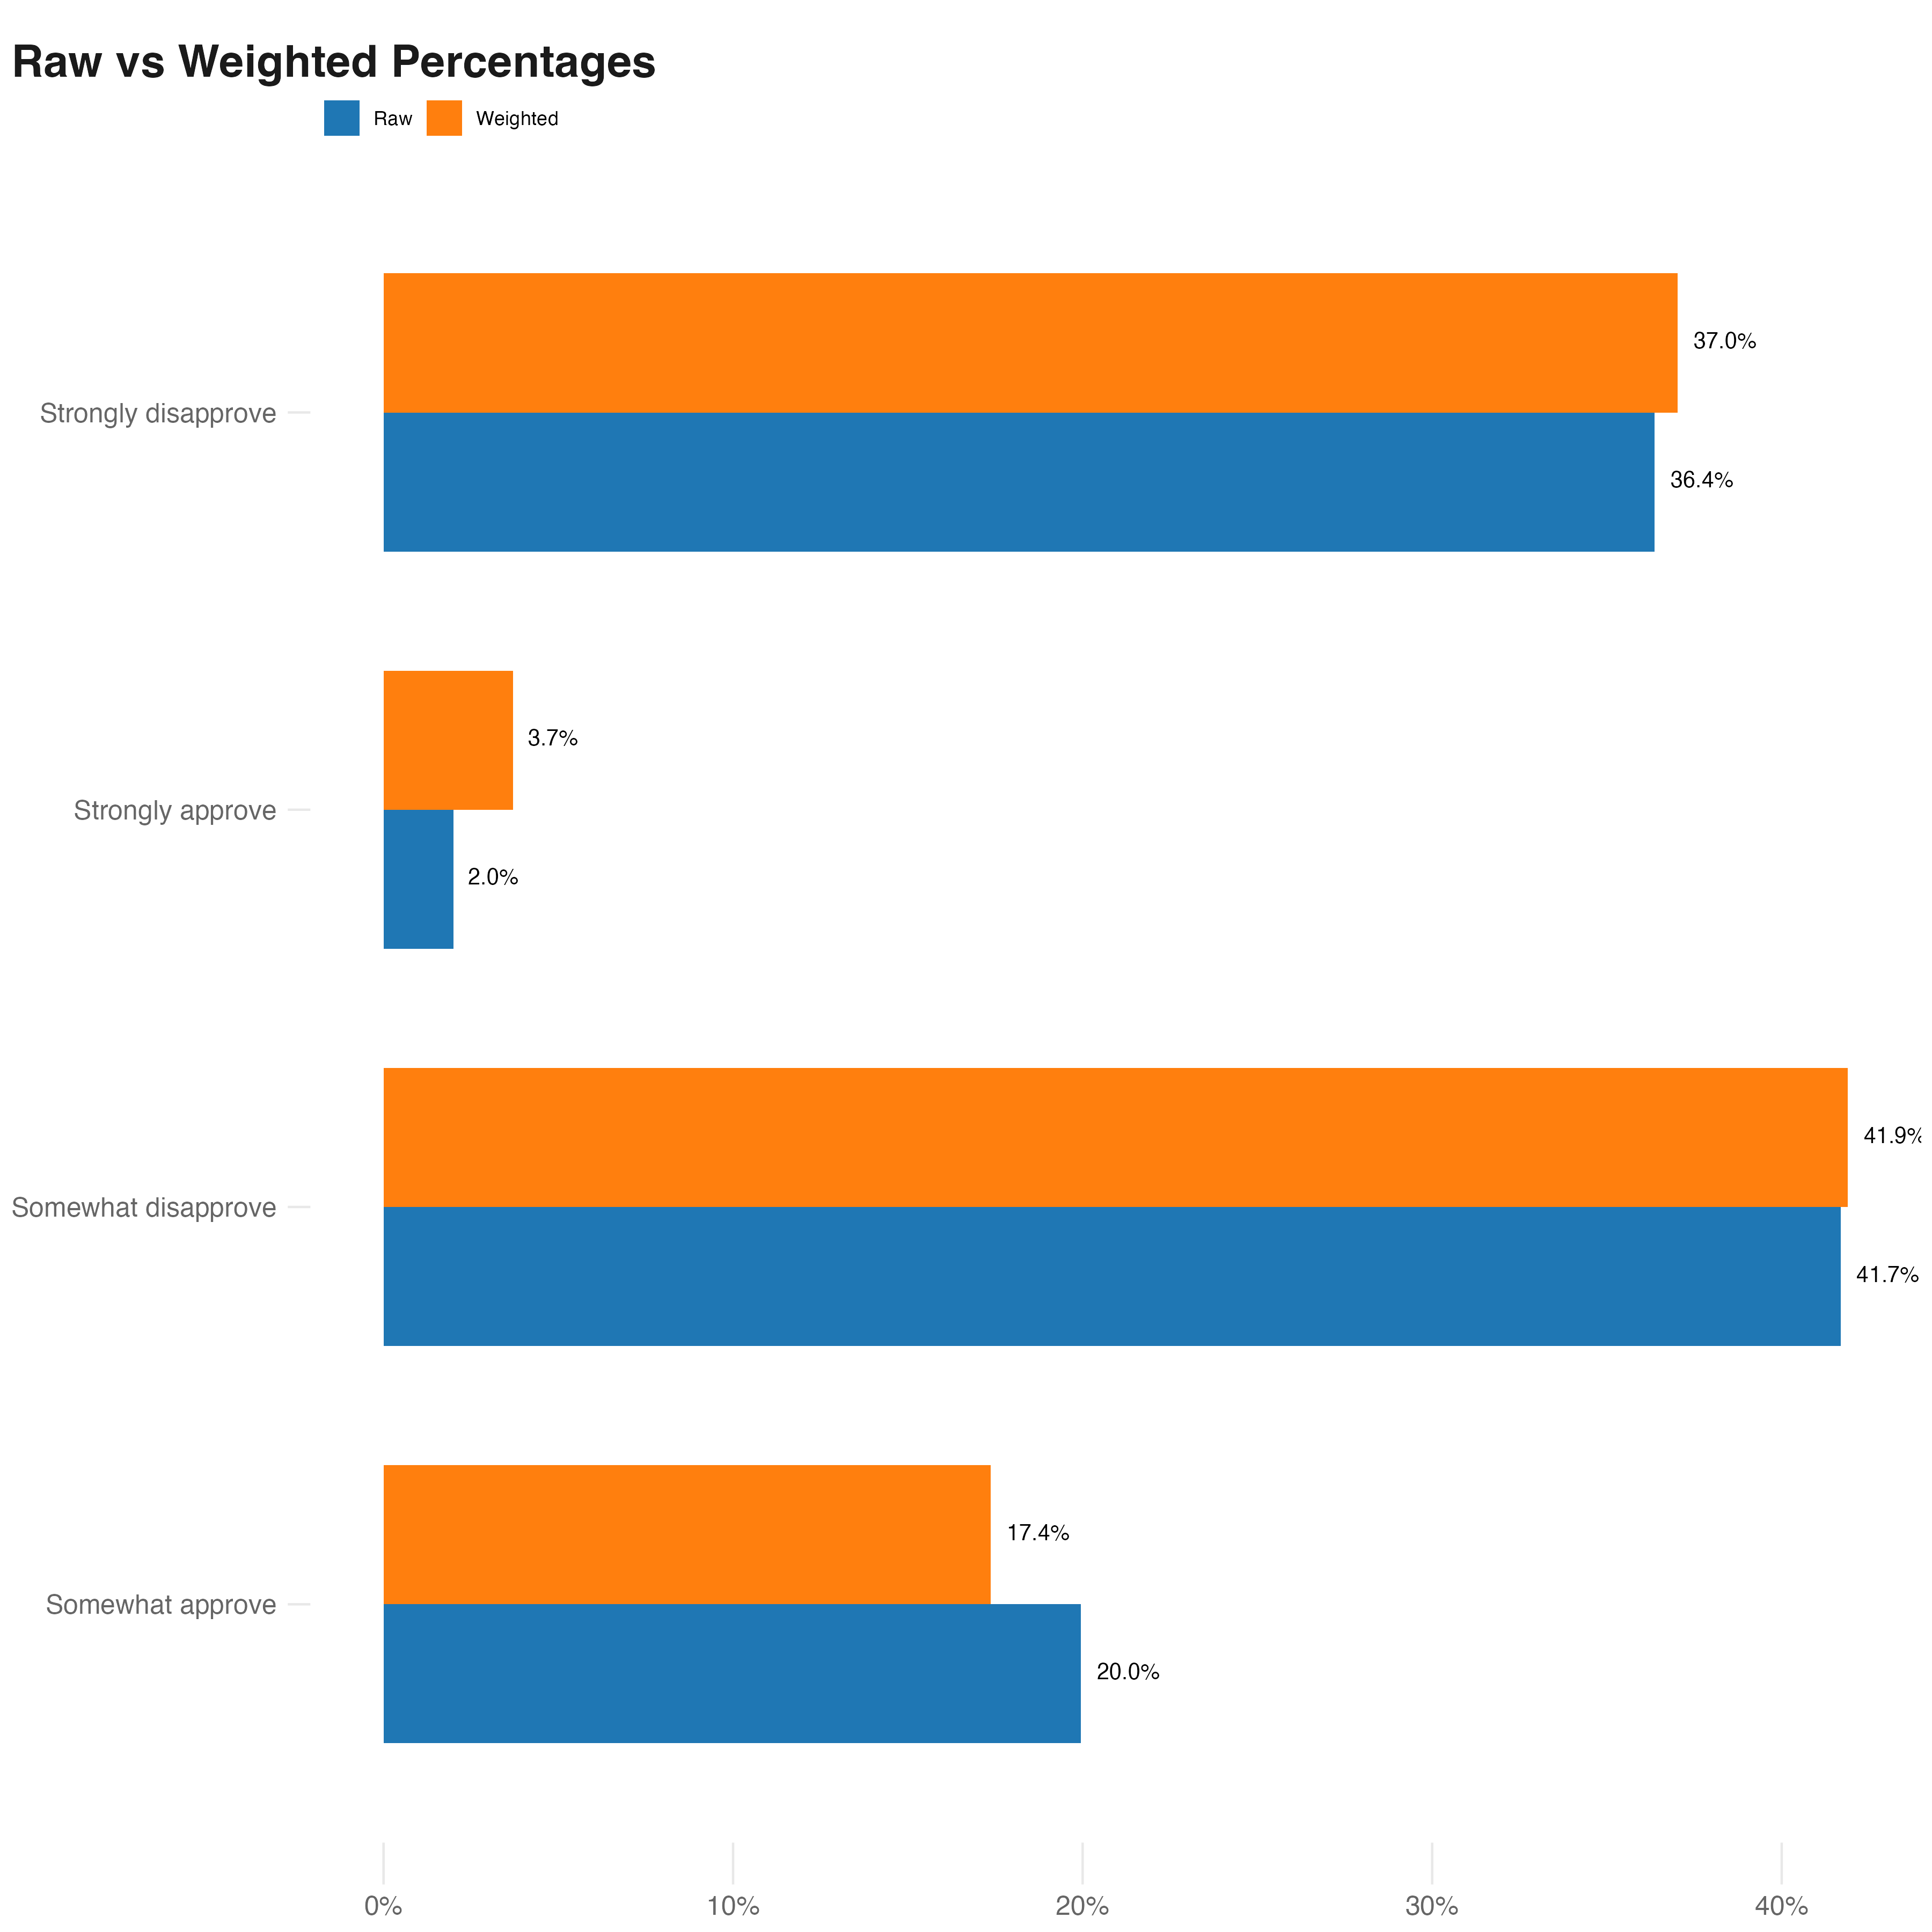 Raw vs Weighted Percentages
Raw Weighted
37.0%
Strongly disapprove
36.4%
3.7%
Strongly approve
2.0%
41.9%
Somewhat disapprove
41.7%
17.4%
Somewhat approve
20.0%
0% 10% 20% 30% 40%